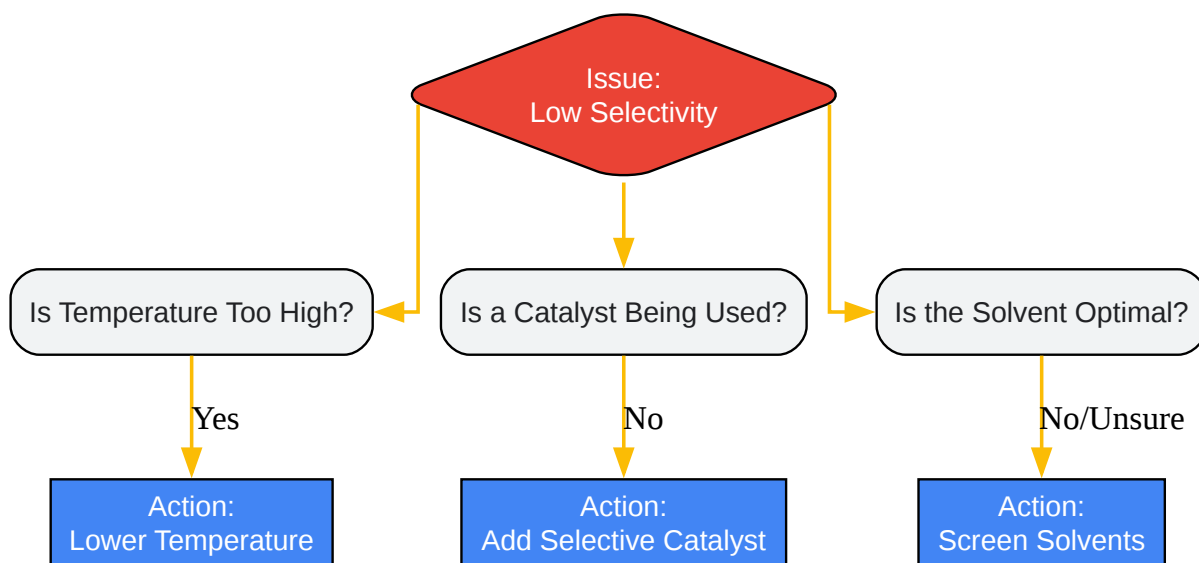 Issue:
Low Selectivity
Is Temperature Too High?
Is a Catalyst Being Used?
Is the Solvent Optimal?
Yes
No
No/Unsure
Action:
Lower Temperature
Action:
Add Selective Catalyst
Action:
Screen Solvents